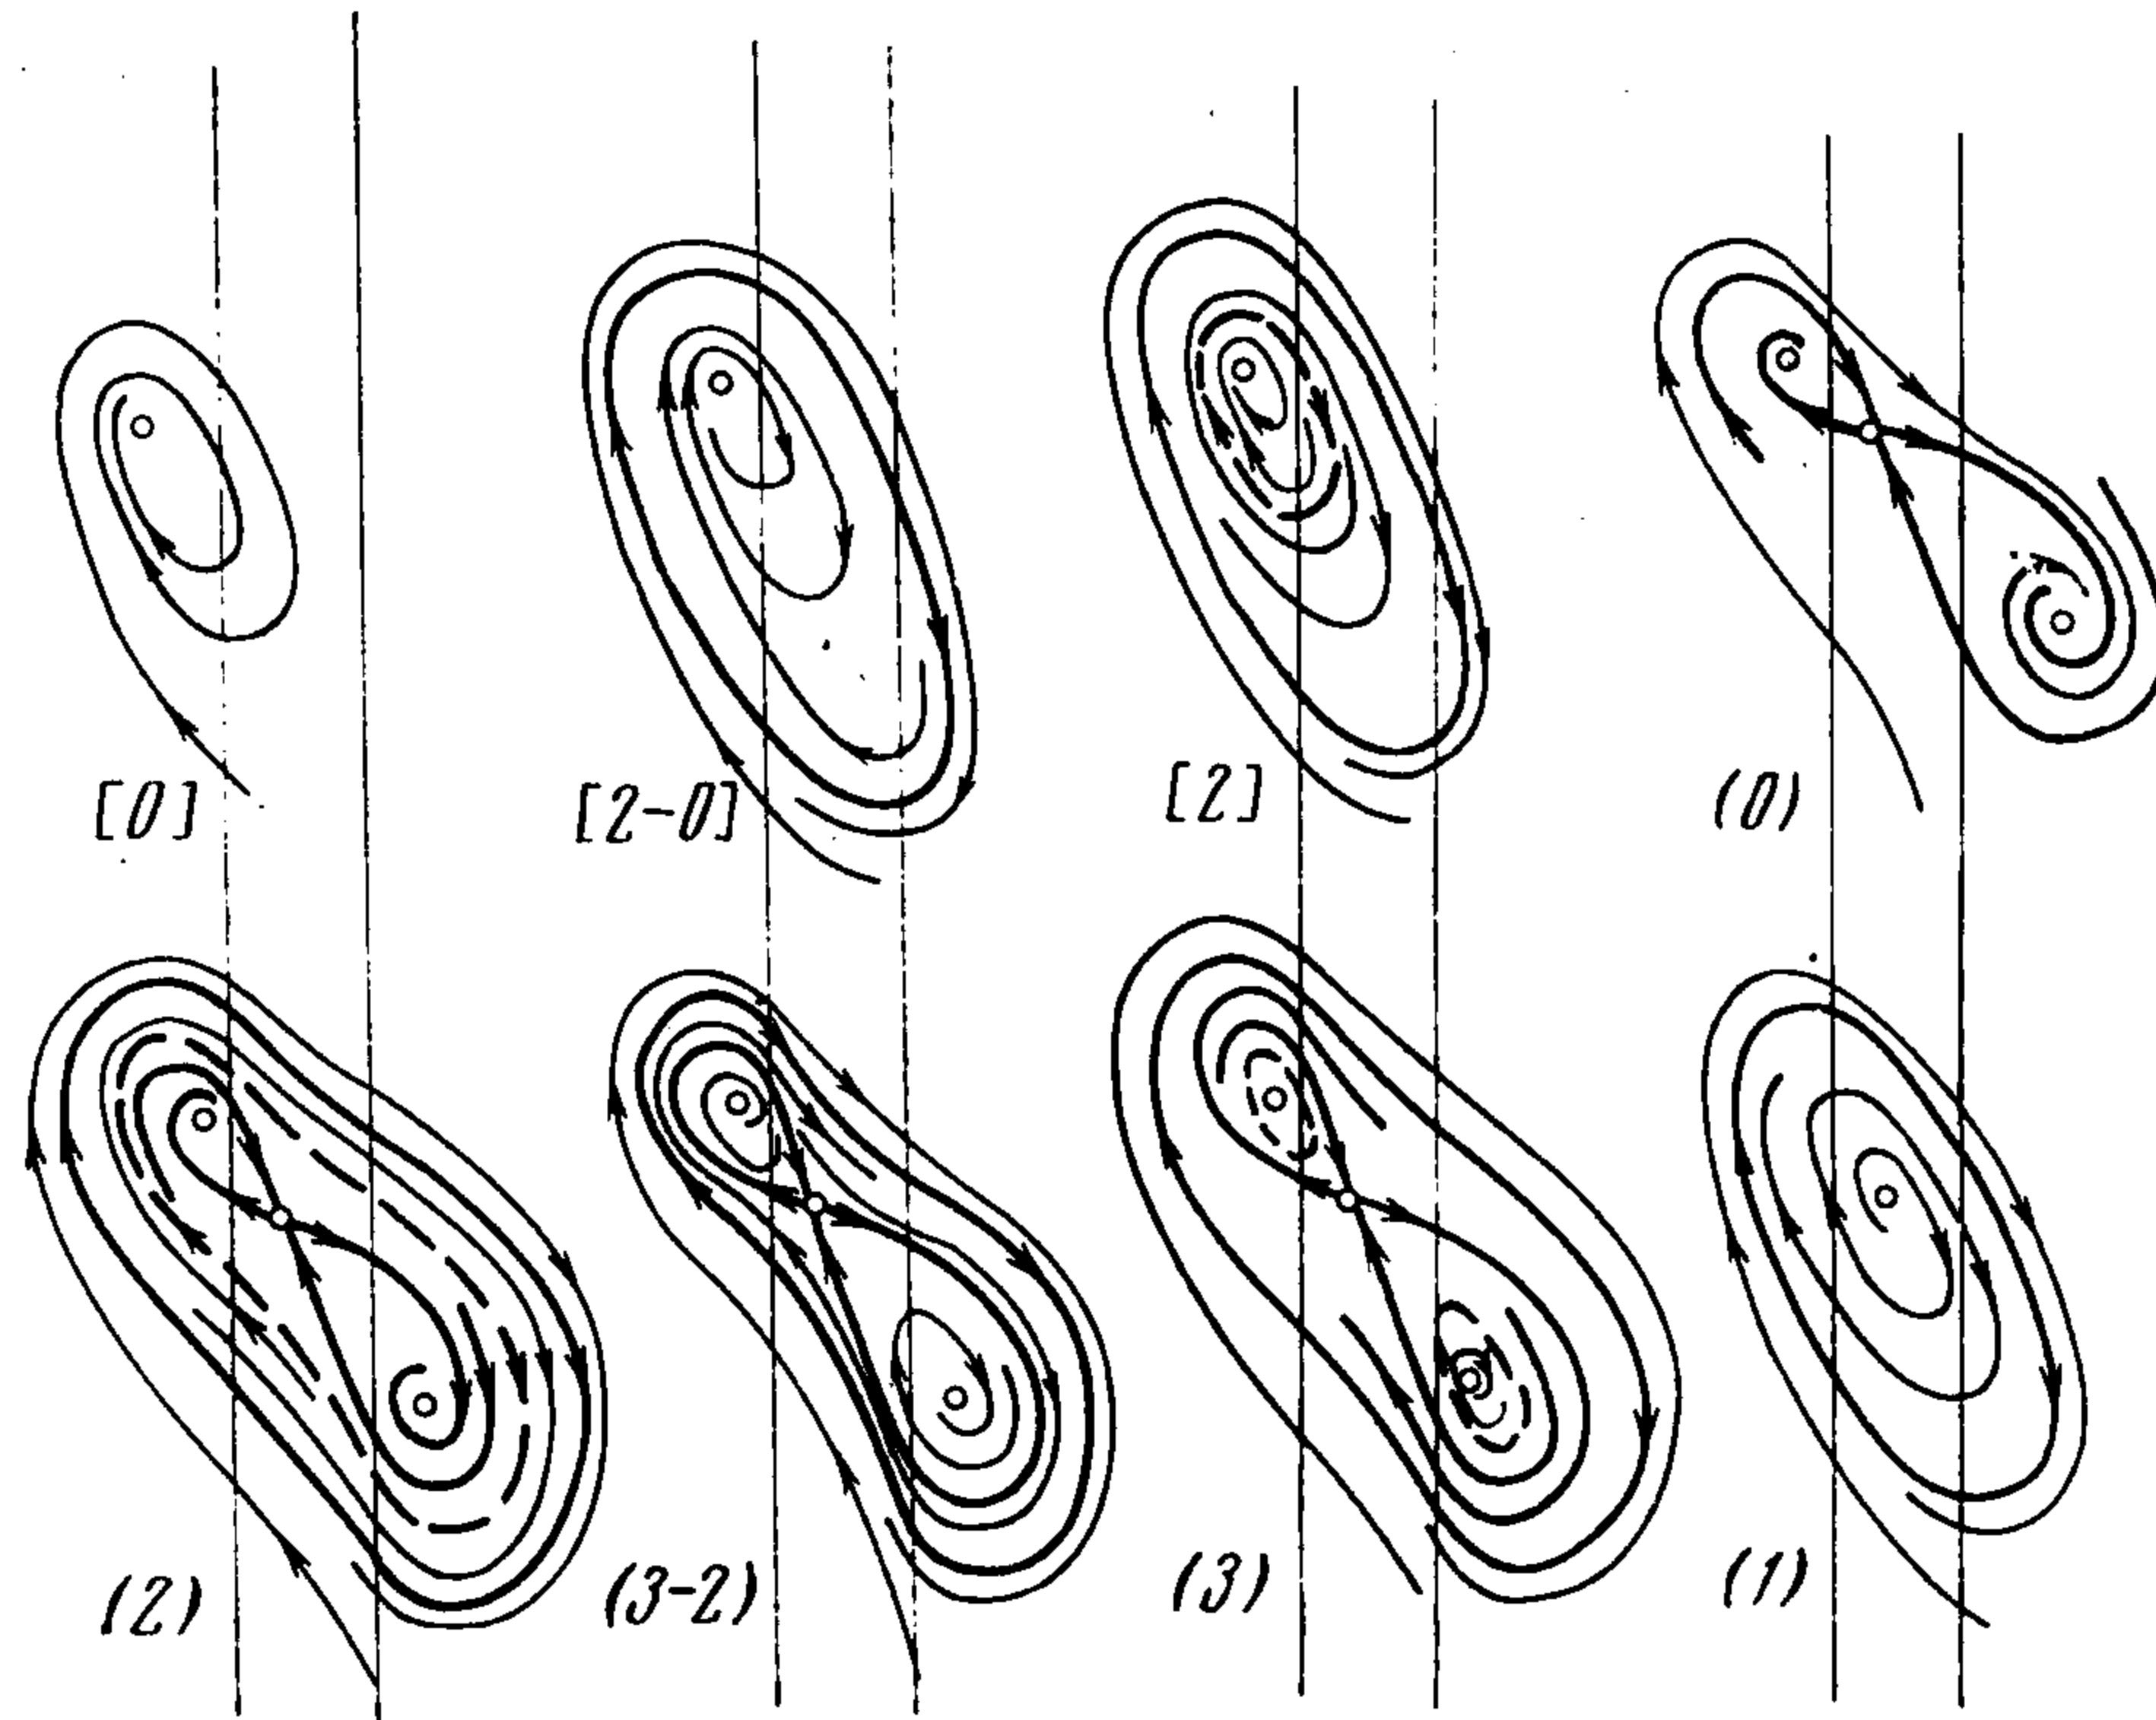 [0] [2-0] [2] (0)
(2) (3-2) (3) (1)